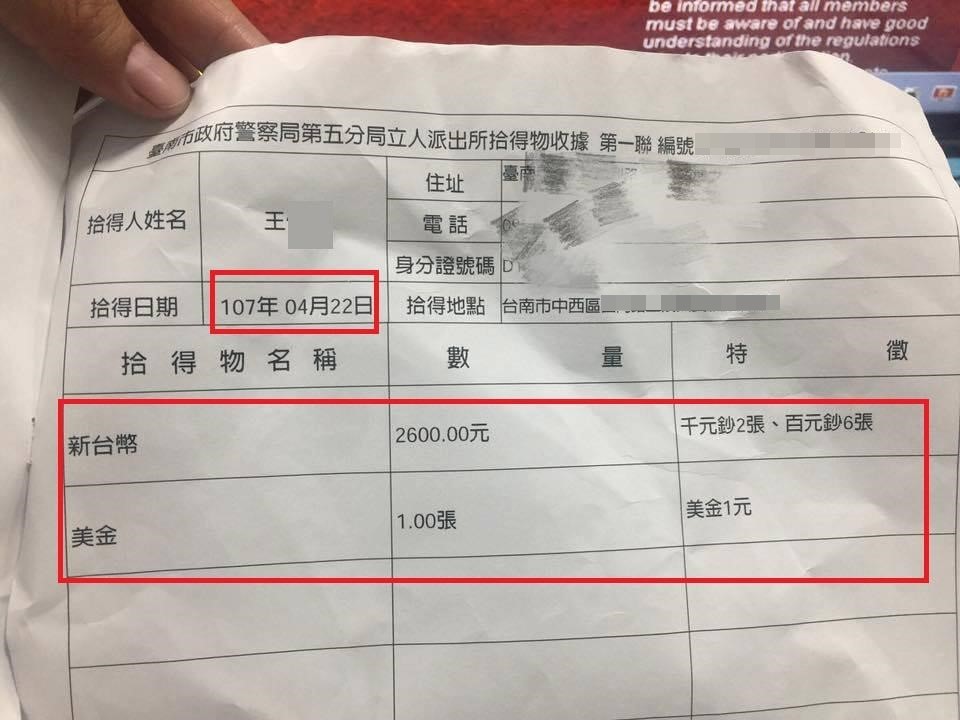 be informed that all members
must be aware of and have good
understanding of the regulations
臺南市政府警察局第五分局立人派出所拾得物收據 第一聯 編號
拾得人姓名 王
住址 臺南
電話 09
身分證號碼 D1
拾得日期 107年 04月22日 拾得地點 台南市中西區
拾得物名稱 數量 特徵
新台幣 2600.00元 千元鈔2張、百元鈔6張
美金 1.00張 美金1元